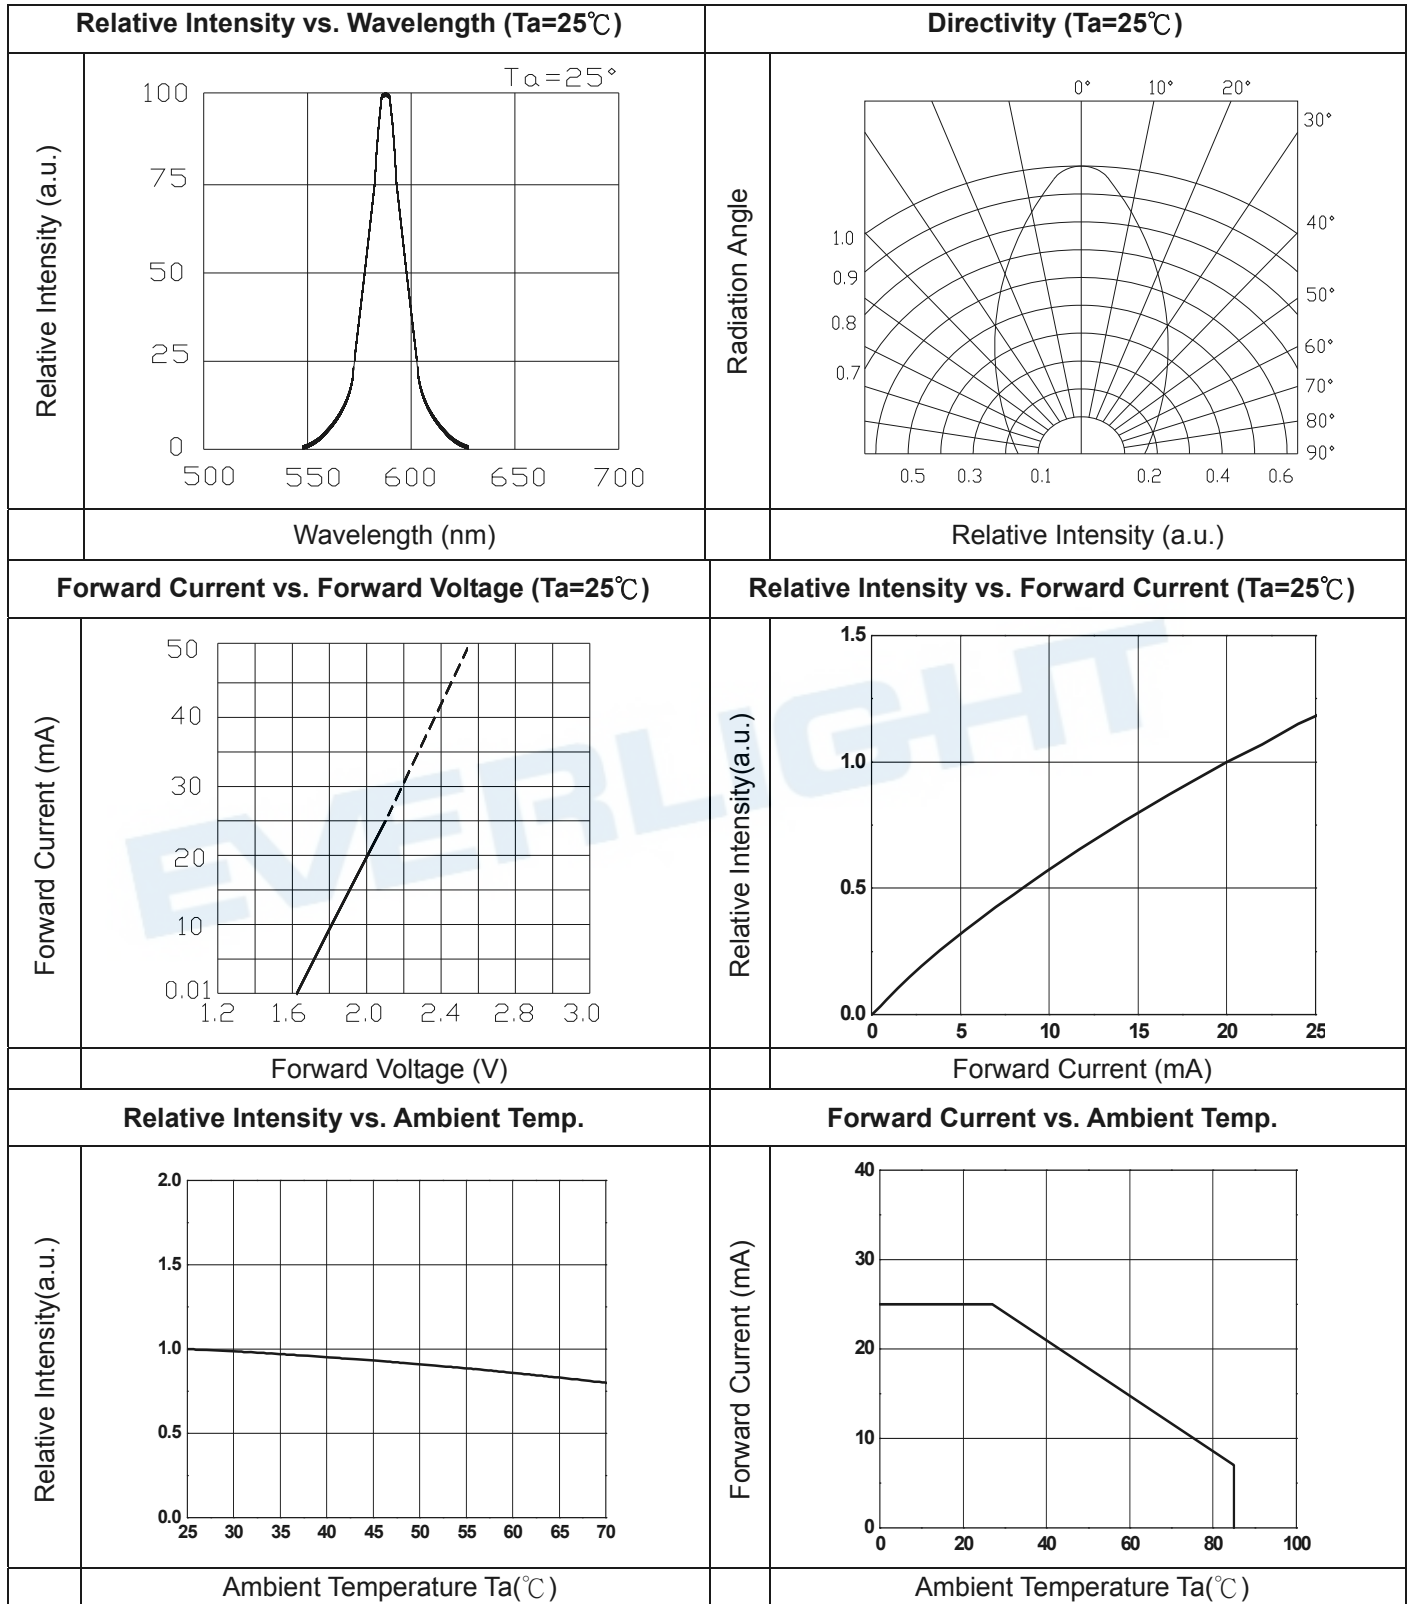 Relative Intensity vs. Wavelength (Ta=25℃)
Directivity (Ta=25℃)
Relative Intensity (a.u.)
Ta=25°
100
75
50
25
0
500 550 600 650 700
Wavelength (nm)
Radiation Angle
0° 10° 20°
30°
40°
50°
60°
70°
80°
90°
1.0
0.9
0.8
0.7
0.5 0.3 0.1 0.2 0.4 0.6
Relative Intensity (a.u.)
Forward Current vs. Forward Voltage (Ta=25℃)
Relative Intensity vs. Forward Current (Ta=25℃)
EVERLIGHT
Forward Current (mA)
50
40
30
20
10
0.01
1.2 1.6 2.0 2.4 2.8 3.0
Forward Voltage (V)
Relative Intensity(a.u.)
1.5
1.0
0.5
0.0
0 5 10 15 20 25
Forward Current (mA)
Relative Intensity vs. Ambient Temp.
Forward Current vs. Ambient Temp.
Relative Intensity(a.u.)
2.0
1.5
1.0
0.5
0.0
25 30 35 40 45 50 55 60 65 70
Ambient Temperature Ta(℃)
Forward Current (mA)
40
30
20
10
0
0 20 40 60 80 100
Ambient Temperature Ta(℃)